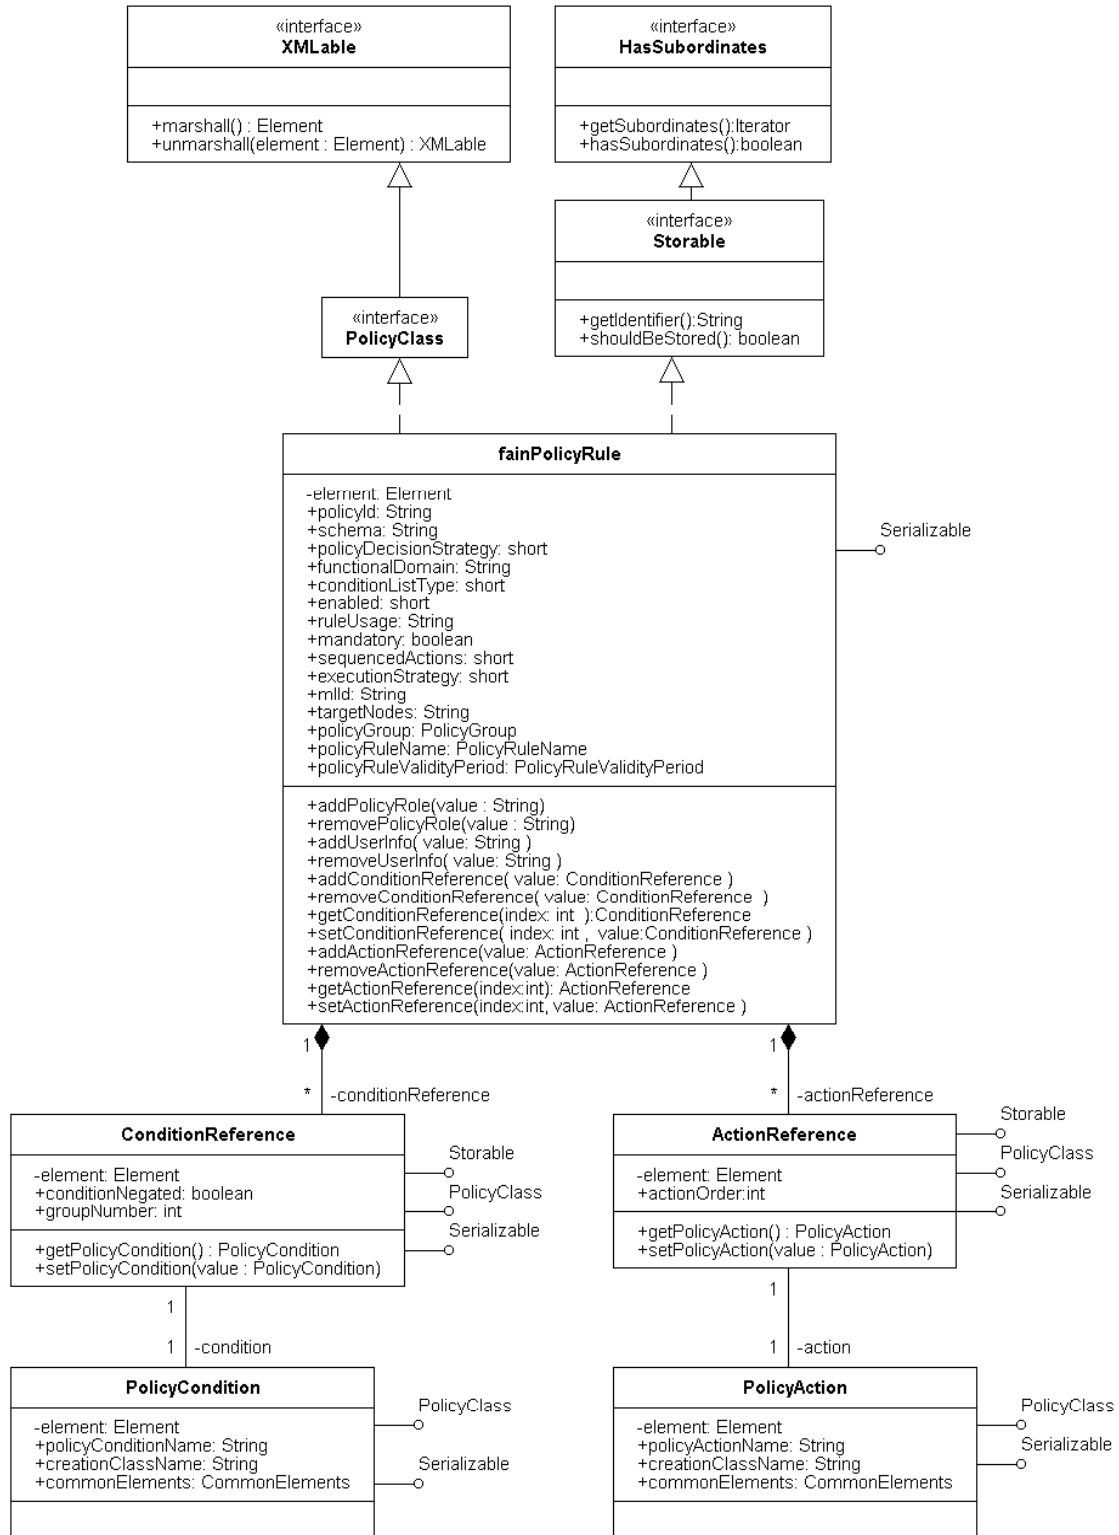 «interface»
XMLable
+marshall() : Element
+unmarshall(element : Element) : XMLable
«interface»
HasSubordinates
+getSubordinates():Iterator
+hasSubordinates():boolean
«interface»
Storable
+getIdentifier():String
+shouldBeStored(): boolean
«interface»
PolicyClass
fainPolicyRule
-element: Element
+policyId: String
+schema: String
+policyDecisionStrategy: short
+functionalDomain: String
+conditionListType: short
+enabled: short
+ruleUsage: String
+mandatory: boolean
+sequencedActions: short
+executionStrategy: short
+mlId: String
+targetNodes: String
+policyGroup: PolicyGroup
+policyRuleName: PolicyRuleName
+policyRuleValidityPeriod: PolicyRuleValidityPeriod
Serializable
+addPolicyRole(value : String)
+removePolicyRole(value : String)
+addUserInfo( value: String )
+removeUserInfo( value: String )
+addConditionReference( value: ConditionReference )
+removeConditionReference( value: ConditionReference )
+getConditionReference(index: int ):ConditionReference
+setConditionReference( index: int , value:ConditionReference )
+addActionReference(value: ActionReference )
+removeActionReference(value: ActionReference )
+getActionReference(index:int): ActionReference
+setActionReference(index:int, value: ActionReference )
1
* -conditionReference
1
* -actionReference
ConditionReference
-element: Element
+conditionNegated: boolean
+groupNumber: int
+getPolicyCondition() : PolicyCondition
+setPolicyCondition(value : PolicyCondition)
Storable
PolicyClass
Serializable
ActionReference
-element: Element
+actionOrder:int
+getPolicyAction() : PolicyAction
+setPolicyAction(value : PolicyAction)
Storable
PolicyClass
Serializable
1
1 -condition
1
1 -action
PolicyCondition
-element: Element
+policyConditionName: String
+creationClassName: String
+commonElements: CommonElements
PolicyClass
Serializable
PolicyAction
-element: Element
+policyActionName: String
+creationClassName: String
+commonElements: CommonElements
PolicyClass
Serializable